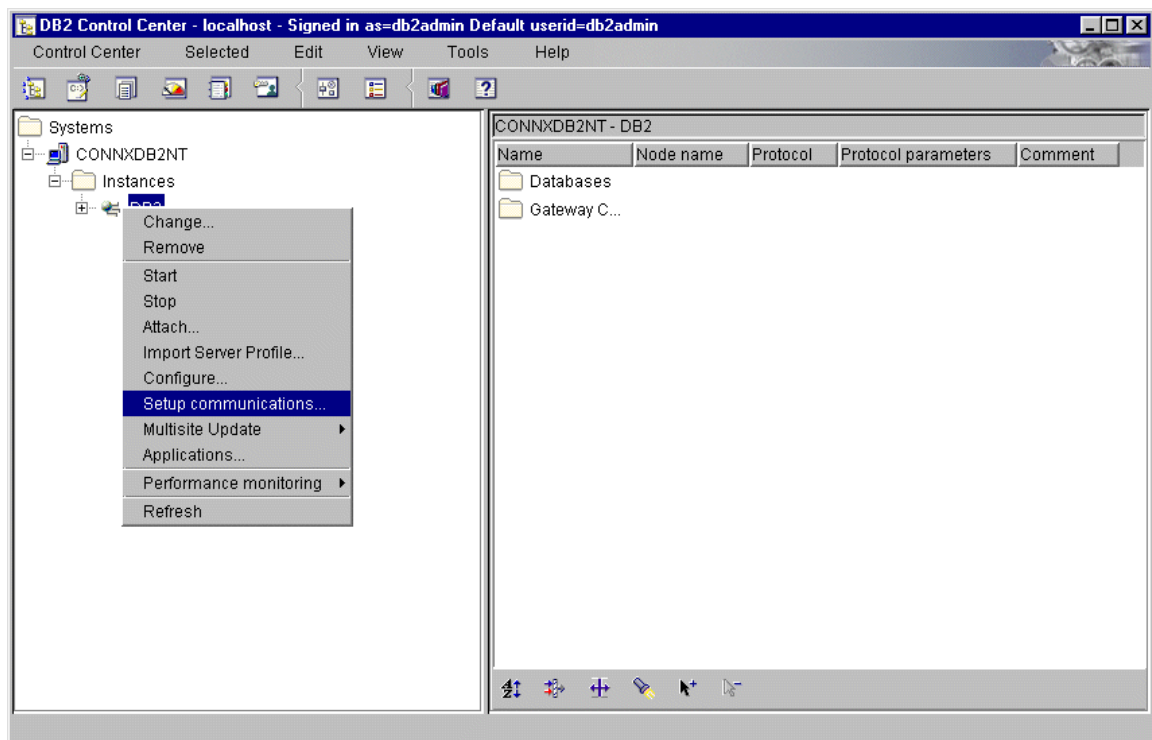 DB2 Control Center - localhost - Signed in as=db2admin Default userid=db2admin
Control Center Selected Edit View Tools Help
Systems
CONNXDB2NT
Instances
DB2
Change...
Remove
Start
Stop
Attach...
Import Server Profile...
Configure...
Setup communications...
Multisite Update
Applications...
Performance monitoring
Refresh
CONNXDB2NT - DB2
Name Node name Protocol Protocol parameters Comment
Databases
Gateway C...